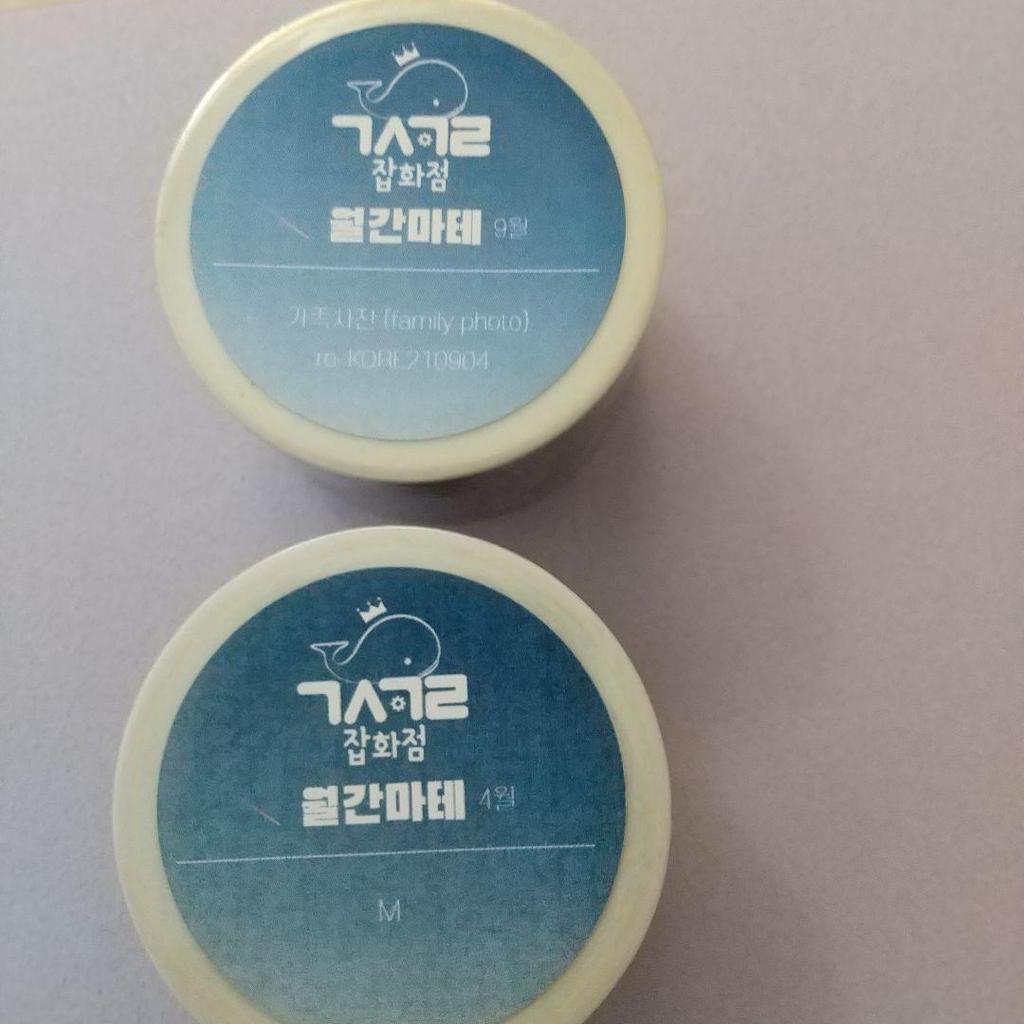 ㄱㅅㄱㄹ
잡화점
월간마테 9월
가족사진 (family photo)
ro-KORE210904
ㄱㅅㄱㄹ
잡화점
월간마테 4월
M